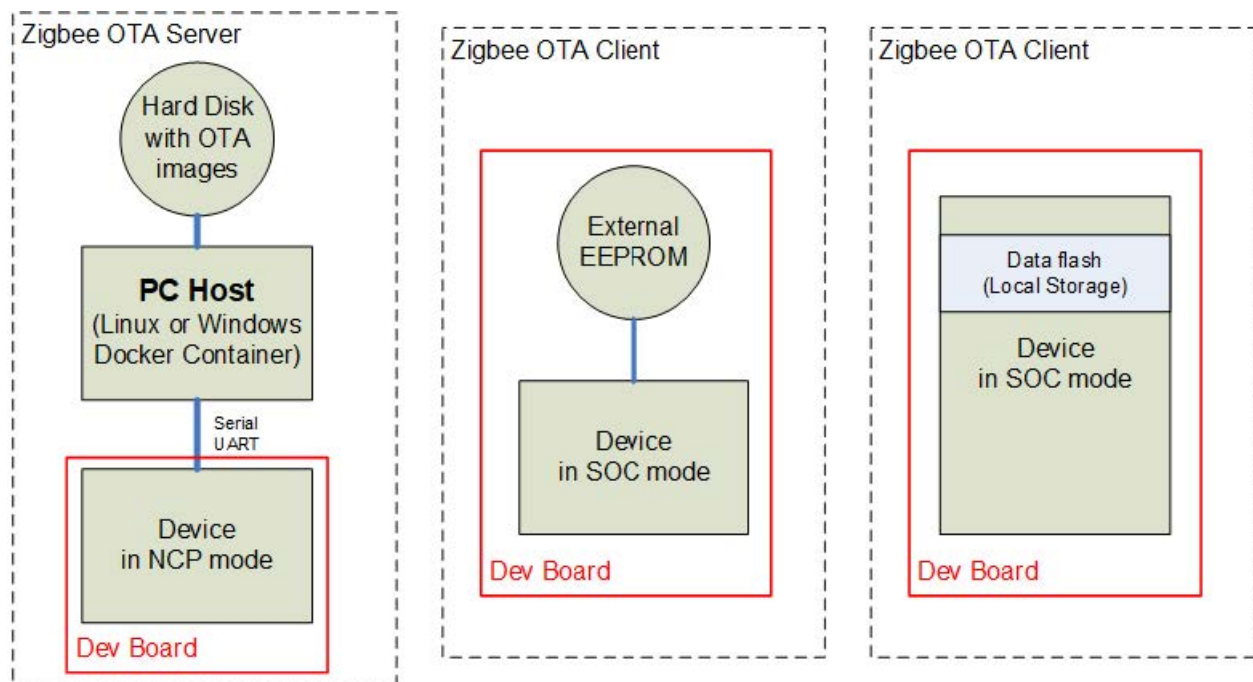 Zigbee OTA Server
Hard Disk
with OTA
images
PC Host
(Linux or Windows
Docker Container)
Serial
UART
Device
in NCP mode
Dev Board
Zigbee OTA Client
External
EEPROM
Device
in SOC mode
Dev Board
Zigbee OTA Client
Data flash
(Local Storage)
Device
in SOC mode
Dev Board